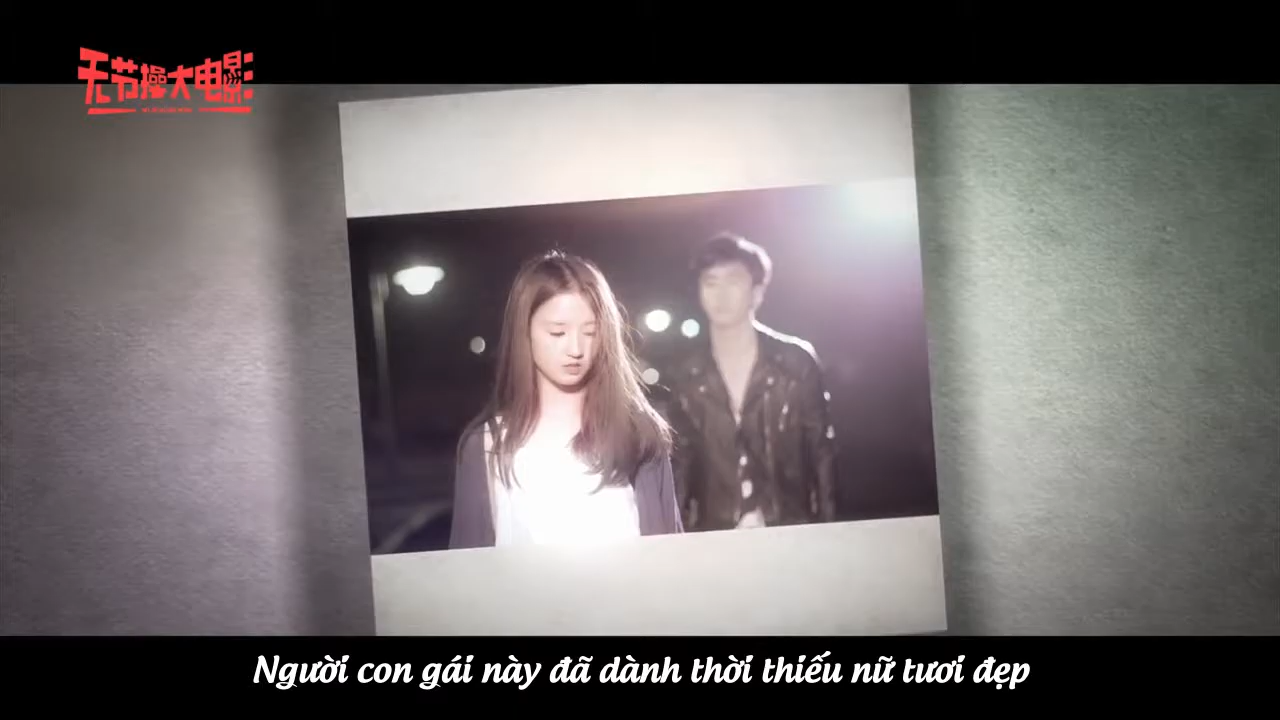 无节操大电影
Người con gái này đã dành thời thiếu nữ tươi đẹp